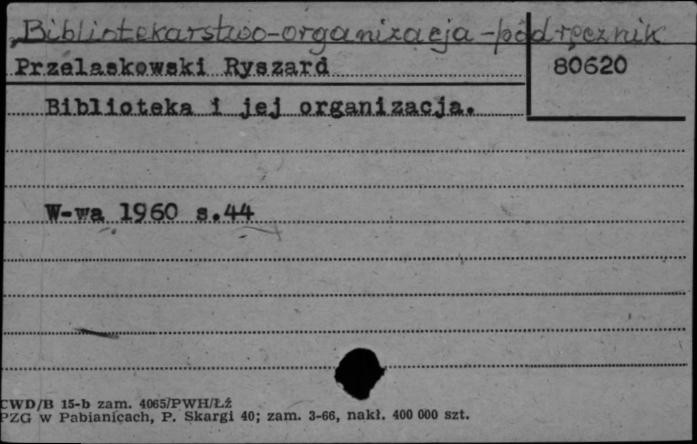 Bibliotekarstwo-organizacja-podręcznik
Przelaskowski Ryszard 80620
Biblioteka i jej organizacja.
W-wa 1960 s.44
CWD/B 15-b zam. 4065/PWH/Łź
PZG w Pabianicach, P. Skargi 40; zam. 3-66, nakł. 400 000 szt.